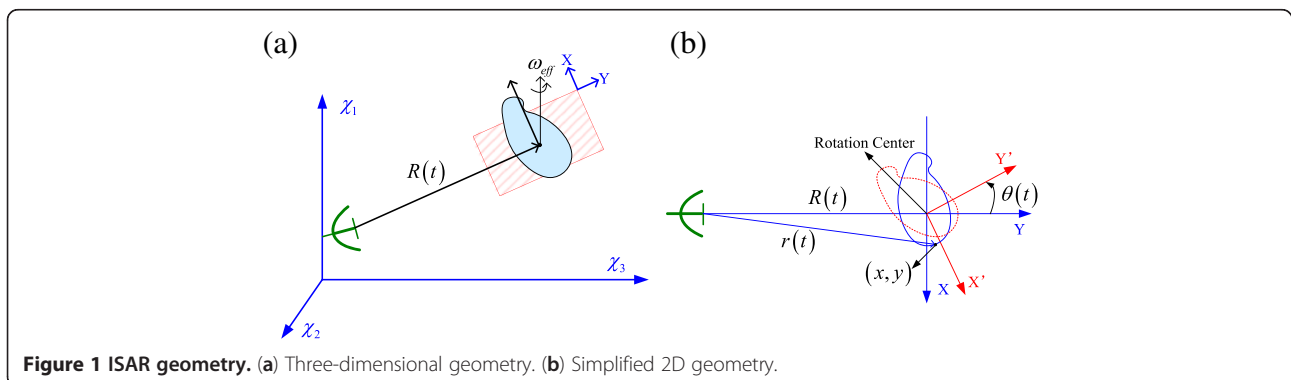 (a)
X
Y
ω_eff
χ₁
R(t)
χ₃
χ₂
(b)
Rotation Center
Y'
θ(t)
R(t)
Y
r(t)
(x, y)
X
X'
Figure 1 ISAR geometry. (a) Three-dimensional geometry. (b) Simplified 2D geometry.